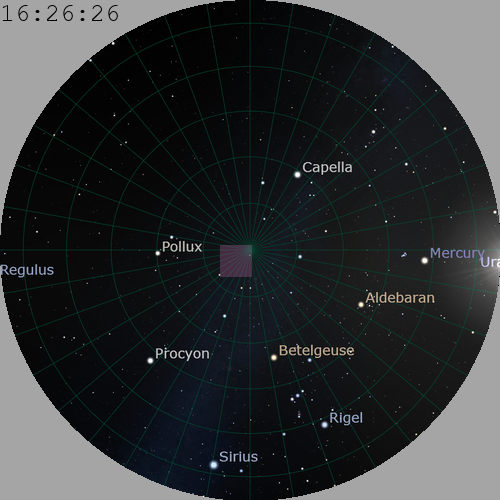 16:26:26
Capella
Pollux
Mercury
Ura
Regulus
Aldebaran
Procyon
Betelgeuse
Rigel
Sirius